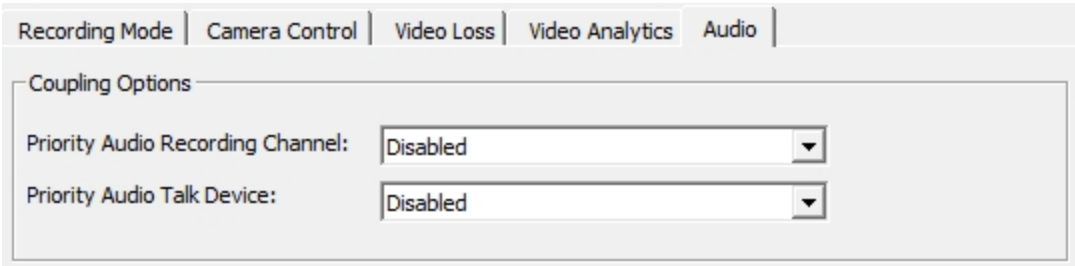 Recording Mode Camera Control Video Loss Video Analytics Audio
Coupling Options
Priority Audio Recording Channel: Disabled
Priority Audio Talk Device: Disabled